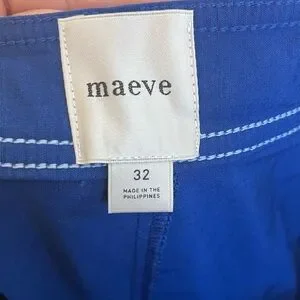 maeve
32
MADE IN THE
PHILIPPINES